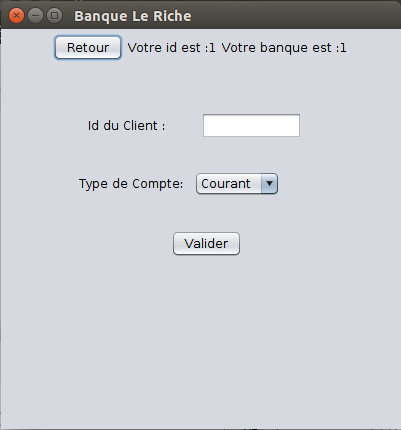 Banque Le Riche
Retour Votre id est :1 Votre banque est :1
Id du Client :
Type de Compte: Courant
Valider